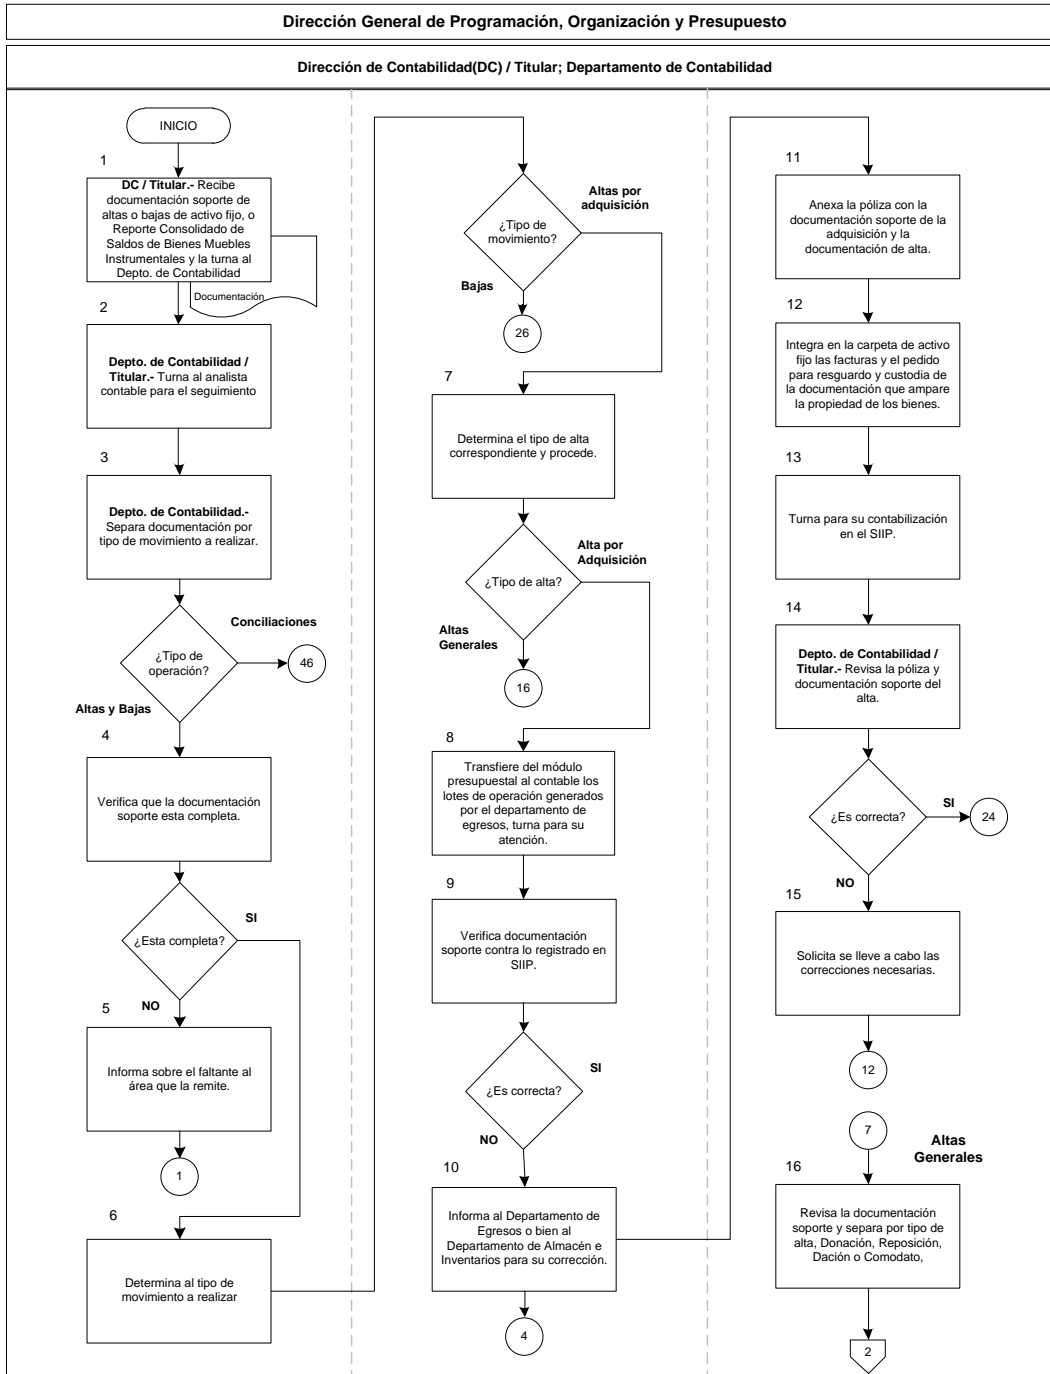 Dirección General de Programación, Organización y Presupuesto
Dirección de Contabilidad(DC) / Titular; Departamento de Contabilidad
INICIO
1
DC / Titular.- Recibe
documentación soporte de
altas o bajas de activo fijo, o
Reporte Consolidado de
Saldos de Bienes Muebles
Instrumentales y la turna al
Depto. de Contabilidad
Documentación
2
Depto. de Contabilidad /
Titular.- Turna al analista
contable para el seguimiento
3
Depto. de Contabilidad.-
Separa documentación por
tipo de movimiento a realizar.
¿Tipo de
operación?
Conciliaciones
46
Altas y Bajas
4
Verifica que la documentación
soporte esta completa.
¿Esta completa?
SI
NO
5
Informa sobre el faltante al
área que la remite.
1
6
Determina al tipo de
movimiento a realizar
¿Tipo de
movimiento?
Altas por
adquisición
Bajas
26
7
Determina el tipo de alta
correspondiente y procede.
¿Tipo de alta?
Alta por
Adquisición
Altas
Generales
16
8
Transfiere del módulo
presupuestal al contable los
lotes de operación generados
por el departamento de
egresos, turna para su
atención.
9
Verifica documentación
soporte contra lo registrado en
SIIP.
¿Es correcta?
SI
NO
10
Informa al Departamento de
Egresos o bien al
Departamento de Almacén e
Inventarios para su corrección.
4
11
Anexa la póliza con la
documentación soporte de la
adquisición y la
documentación de alta.
12
Integra en la carpeta de activo
fijo las facturas y el pedido
para resguardo y custodia de
la documentación que ampare
la propiedad de los bienes.
13
Turna para su contabilización
en el SIIP.
14
Depto. de Contabilidad /
Titular.- Revisa la póliza y
documentación soporte del
alta.
¿Es correcta?
SI
24
NO
15
Solicita se lleve a cabo las
correcciones necesarias.
12
7
Altas
Generales
16
Revisa la documentación
soporte y separa por tipo de
alta, Donación, Reposición,
Dación o Comodato,
2